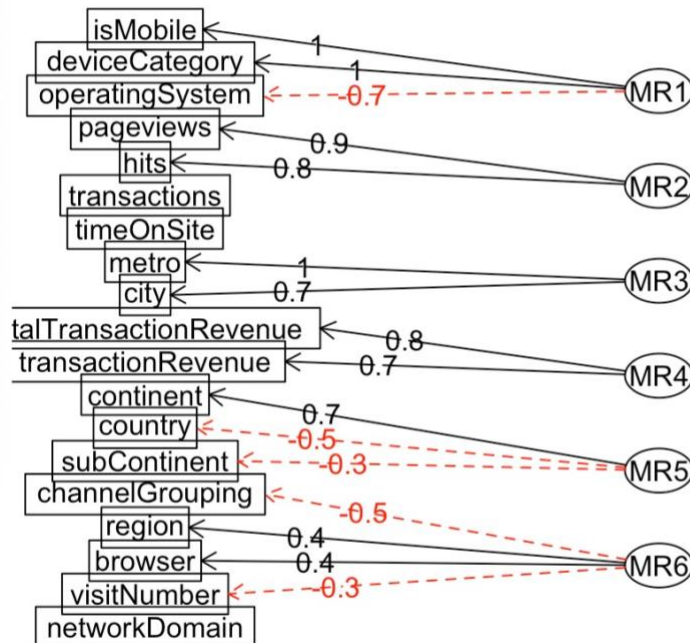 isMobile
deviceCategory
operatingSystem
pageviews
hits
transactions
timeOnSite
metro
city
talTransactionRevenue
transactionRevenue
continent
country
subContinent
channelGrouping
region
browser
visitNumber
networkDomain
1
1
-0.7
0.9
0.8
1
0.7
0.8
0.7
0.7
-0.5
-0.3
-0.5
0.4
0.4
-0.3
MR1
MR2
MR3
MR4
MR5
MR6